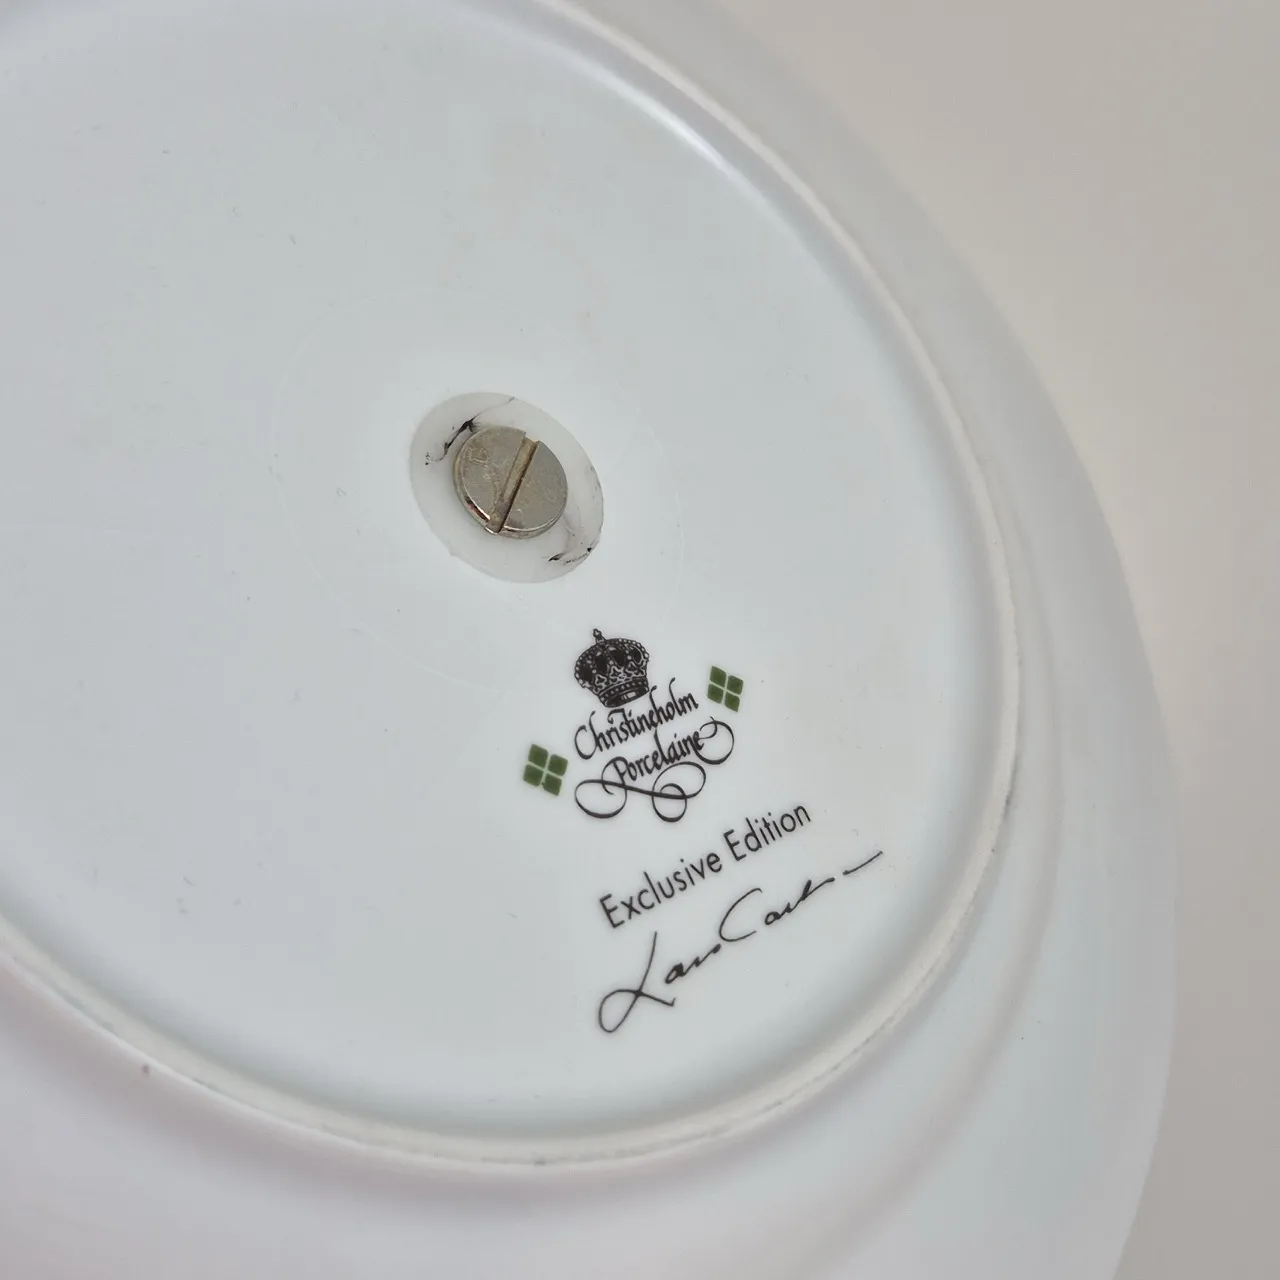 Christineholm
Porcelaine
Exclusive Edition